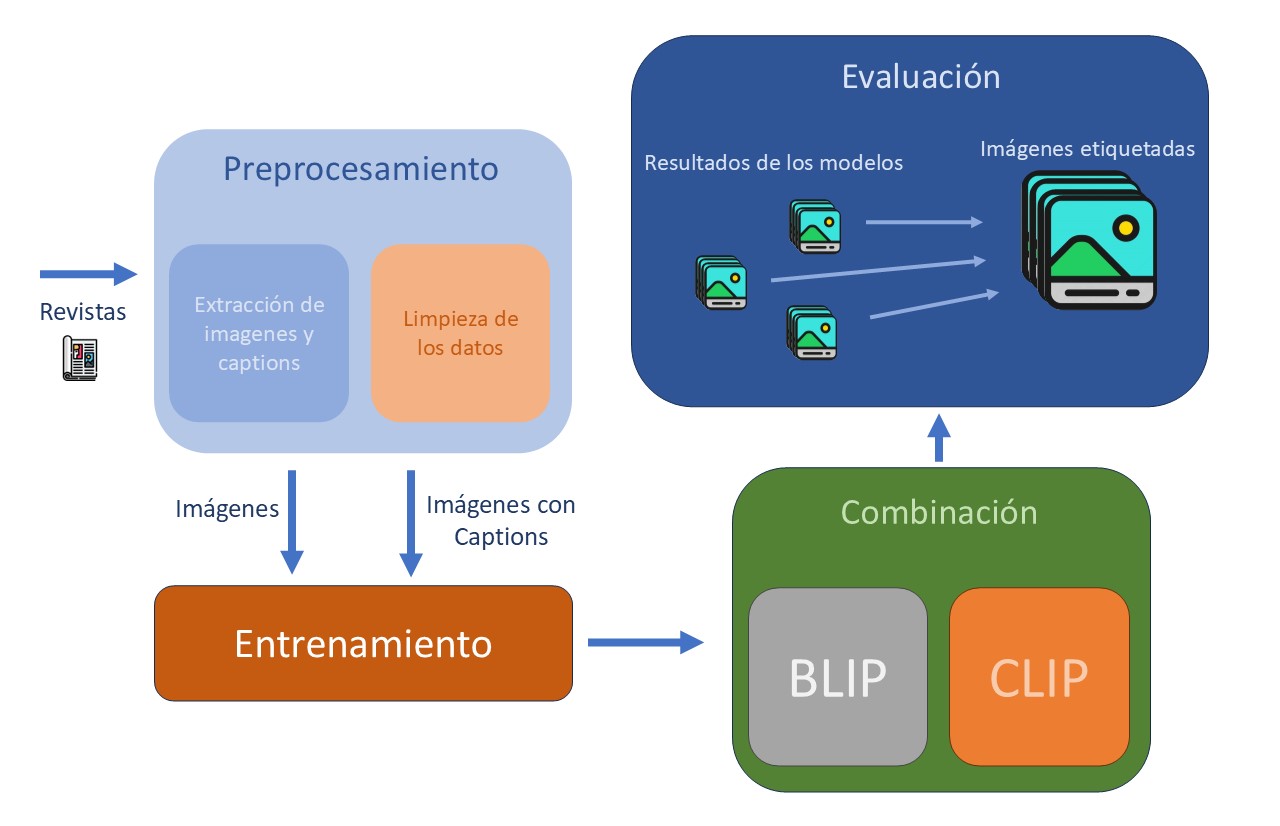 Evaluación
Resultados de los modelos
Imágenes etiquetadas
Preprocesamiento
Revistas
Extracción de
imagenes y
captions
Limpieza de
los datos
Imágenes
Imágenes con
Captions
Entrenamiento
Combinación
BLIP
CLIP